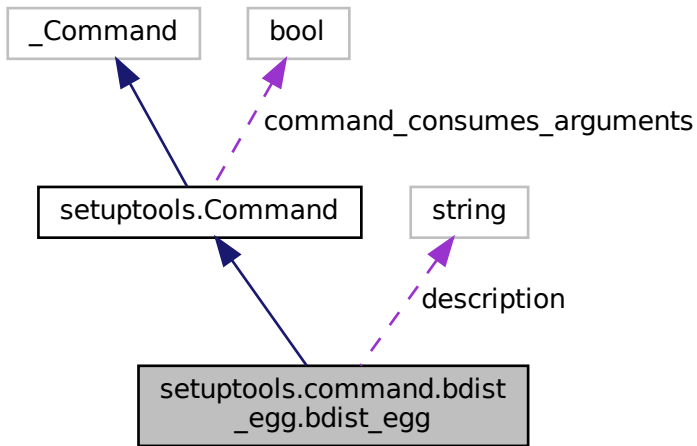 _Command
bool
command_consumes_arguments
setuptools.Command
string
description
setuptools.command.bdist
_egg.bdist_egg